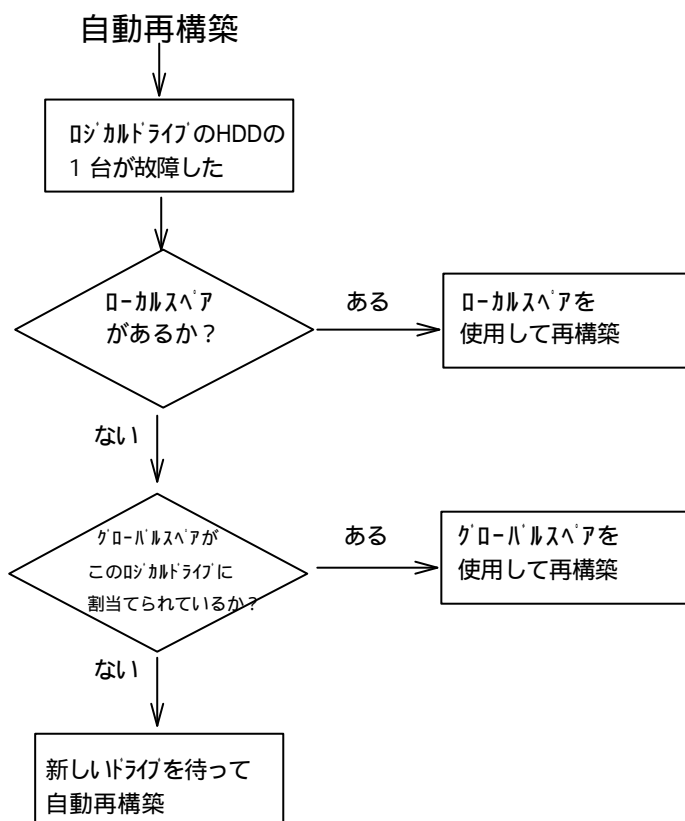 自動再構築
ﾛｼﾞｶﾙﾄﾞﾗｲﾌﾞのHDDの
1 台が故障した
ﾛｰｶﾙｽﾍﾟｱ
があるか？
ある
ﾛｰｶﾙｽﾍﾟｱを
使用して再構築
ない
ｸﾞﾛｰﾊﾞﾙｽﾍﾟｱが
このﾛｼﾞｶﾙﾄﾞﾗｲﾌﾞに
割当てられているか？
ある
ｸﾞﾛｰﾊﾞﾙｽﾍﾟｱを
使用して再構築
ない
新しいﾄﾞﾗｲﾌﾞを待って
自動再構築